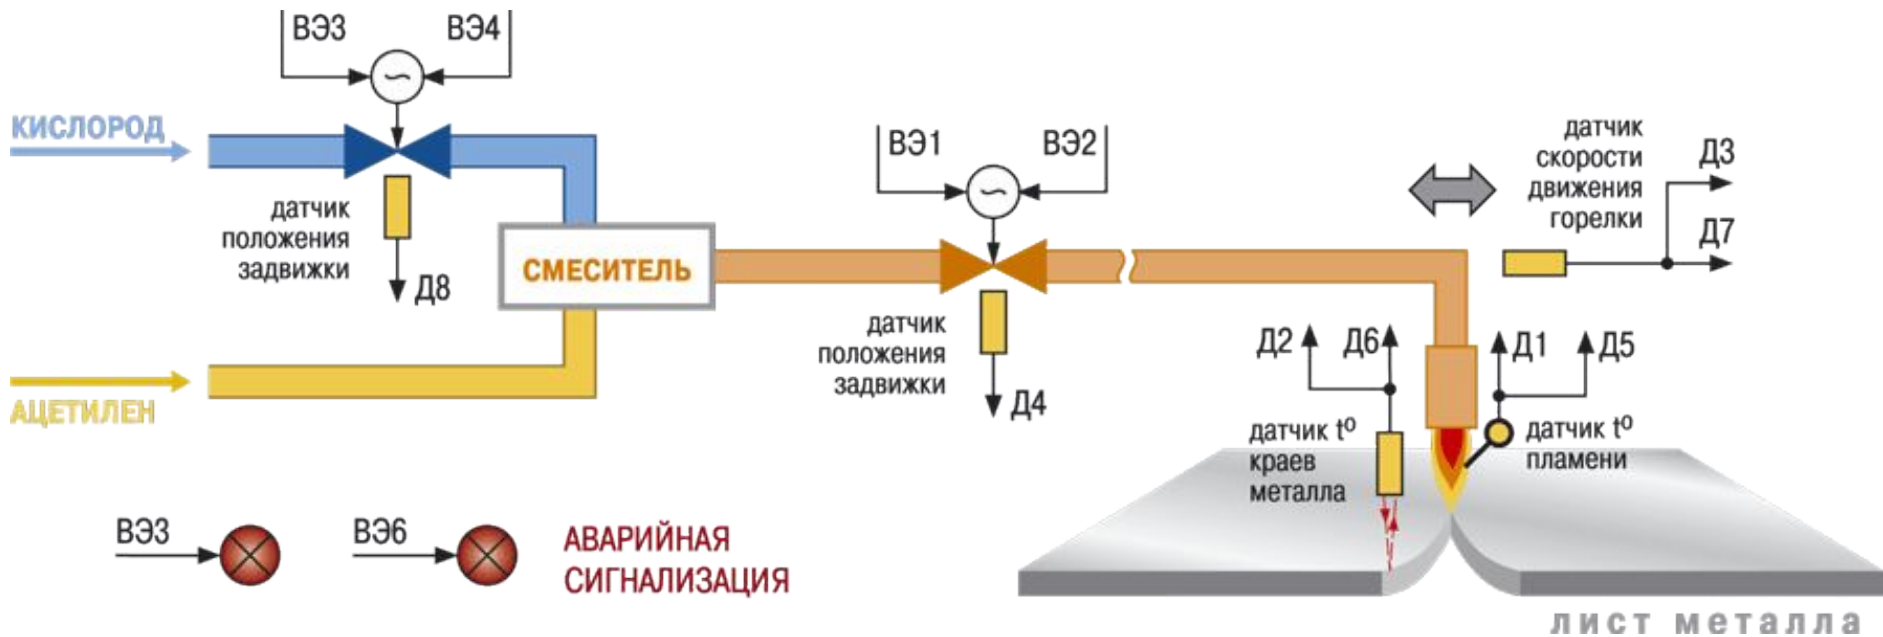 ВЭ3
ВЭ4
КИСЛОРОД
датчик
положения
задвижки
Д8
СМЕСИТЕЛЬ
АЦЕТИЛЕН
ВЭ1
ВЭ2
датчик
положения
задвижки
Д4
датчик
скорости
движения
горелки
Д3
Д7
Д2
Д6
Д1
Д5
датчик tº
краев
металла
датчик tº
пламени
ВЭ3
ВЭ6
АВАРИЙНАЯ
СИГНАЛИЗАЦИЯ
лист металла